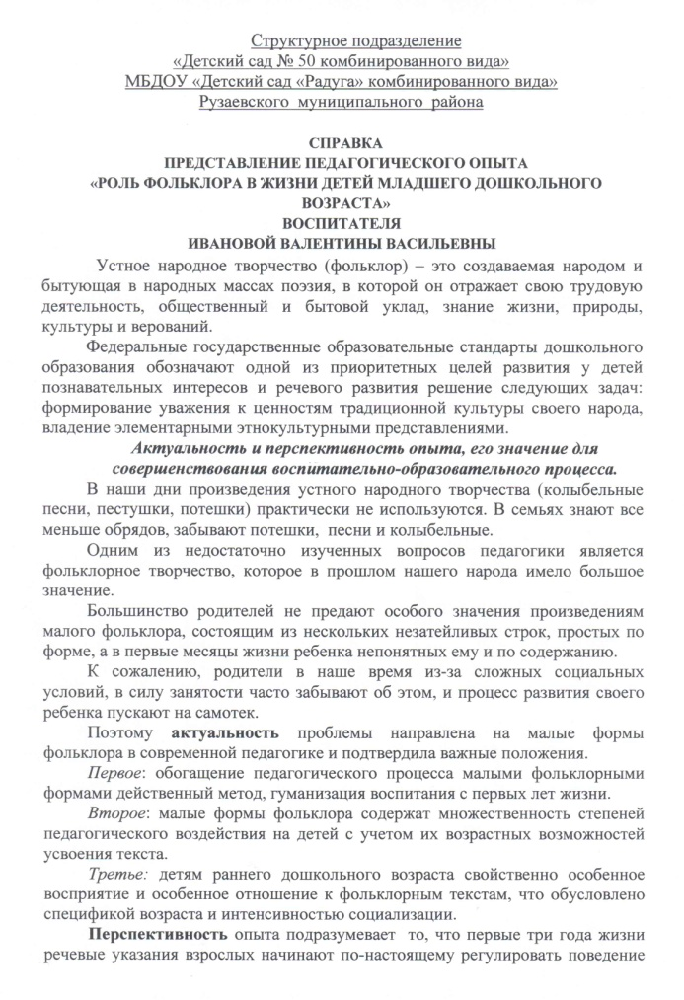 Структурное подразделение
«Детский сад № 50 комбинированного вида»
МБДОУ «Детский сад «Радуга» комбинированного вида»
Рузаевского муниципального района
СПРАВКА
ПРЕДСТАВЛЕНИЕ ПЕДАГОГИЧЕСКОГО ОПЫТА
«РОЛЬ ФОЛЬКЛОРА В ЖИЗНИ ДЕТЕЙ МЛАДШЕГО ДОШКОЛЬНОГО
ВОЗРАСТА»
ВОСПИТАТЕЛЯ
ИВАНОВОЙ ВАЛЕНТИНЫ ВАСИЛЬЕВНЫ
Устное народное творчество (фольклор) – это создаваемая народом и
бытующая в народных массах поэзия, в которой он отражает свою трудовую
деятельность, общественный и бытовой уклад, знание жизни, природы,
культуры и верований.
Федеральные государственные образовательные стандарты дошкольного
образования обозначают одной из приоритетных целей развития у детей
познавательных интересов и речевого развития решение следующих задач:
формирование уважения к ценностям традиционной культуры своего народа,
владение элементарными этнокультурными представлениями.
Актуальность и перспективность опыта, его значение для
совершенствования воспитательно-образовательного процесса.
В наши дни произведения устного народного творчества (колыбельные
песни, пестушки, потешки) практически не используются. В семьях знают все
меньше обрядов, забывают потешки, песни и колыбельные.
Одним из недостаточно изученных вопросов педагогики является
фольклорное творчество, которое в прошлом нашего народа имело большое
значение.
Большинство родителей не предают особого значения произведениям
малого фольклора, состоящим из нескольких незатейливых строк, простых по
форме, а в первые месяцы жизни ребенка непонятных ему и по содержанию.
К сожалению, родители в наше время из-за сложных социальных
условий, в силу занятости часто забывают об этом, и процесс развития своего
ребенка пускают на самотек.
Поэтому актуальность проблемы направлена на малые формы
фольклора в современной педагогике и подтвердила важные положения.
Первое: обогащение педагогического процесса малыми фольклорными
формами действенный метод, гуманизация воспитания с первых лет жизни.
Второе: малые формы фольклора содержат множественность степеней
педагогического воздействия на детей с учетом их возрастных возможностей
усвоения текста.
Третье: детям раннего дошкольного возраста свойственно особенное
восприятие и особенное отношение к фольклорным текстам, что обусловлено
спецификой возраста и интенсивностью социализации.
Перспективность опыта подразумевает то, что первые три года жизни
речевые указания взрослых начинают по-настоящему регулировать поведение